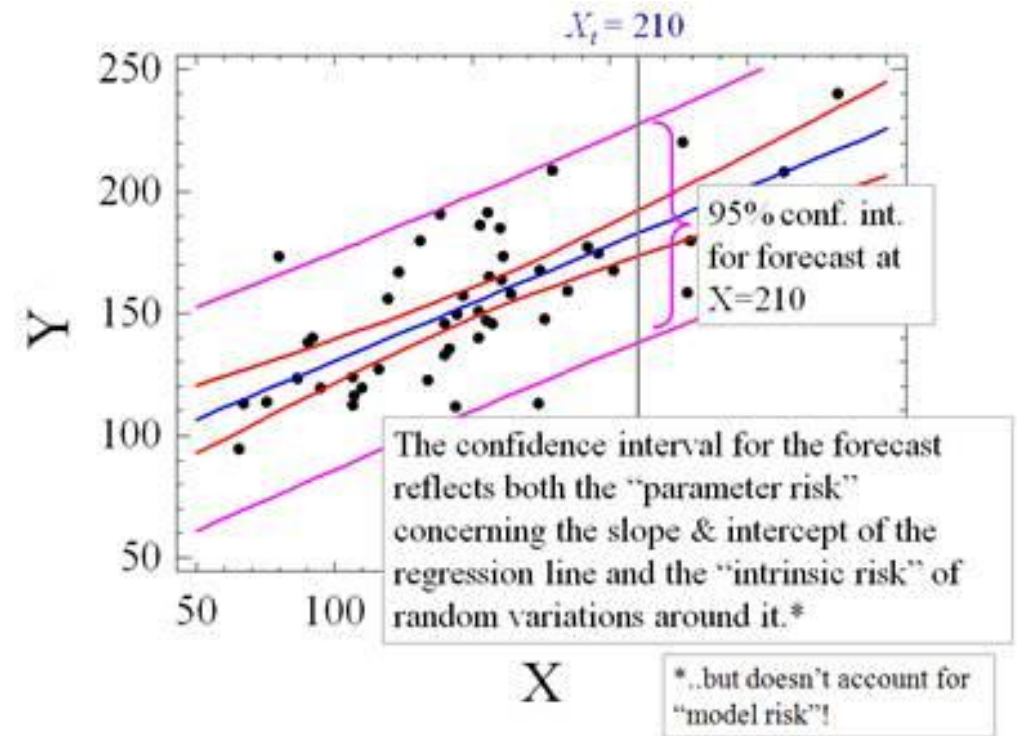 Xt = 210
250
200
150
100
50
Y
95% conf. int.
for forecast at
X=210
The confidence interval for the forecast
reflects both the “parameter risk”
concerning the slope & intercept of the
regression line and the “intrinsic risk” of
random variations around it.*
50 100
X
*..but doesn’t account for
“model risk”!